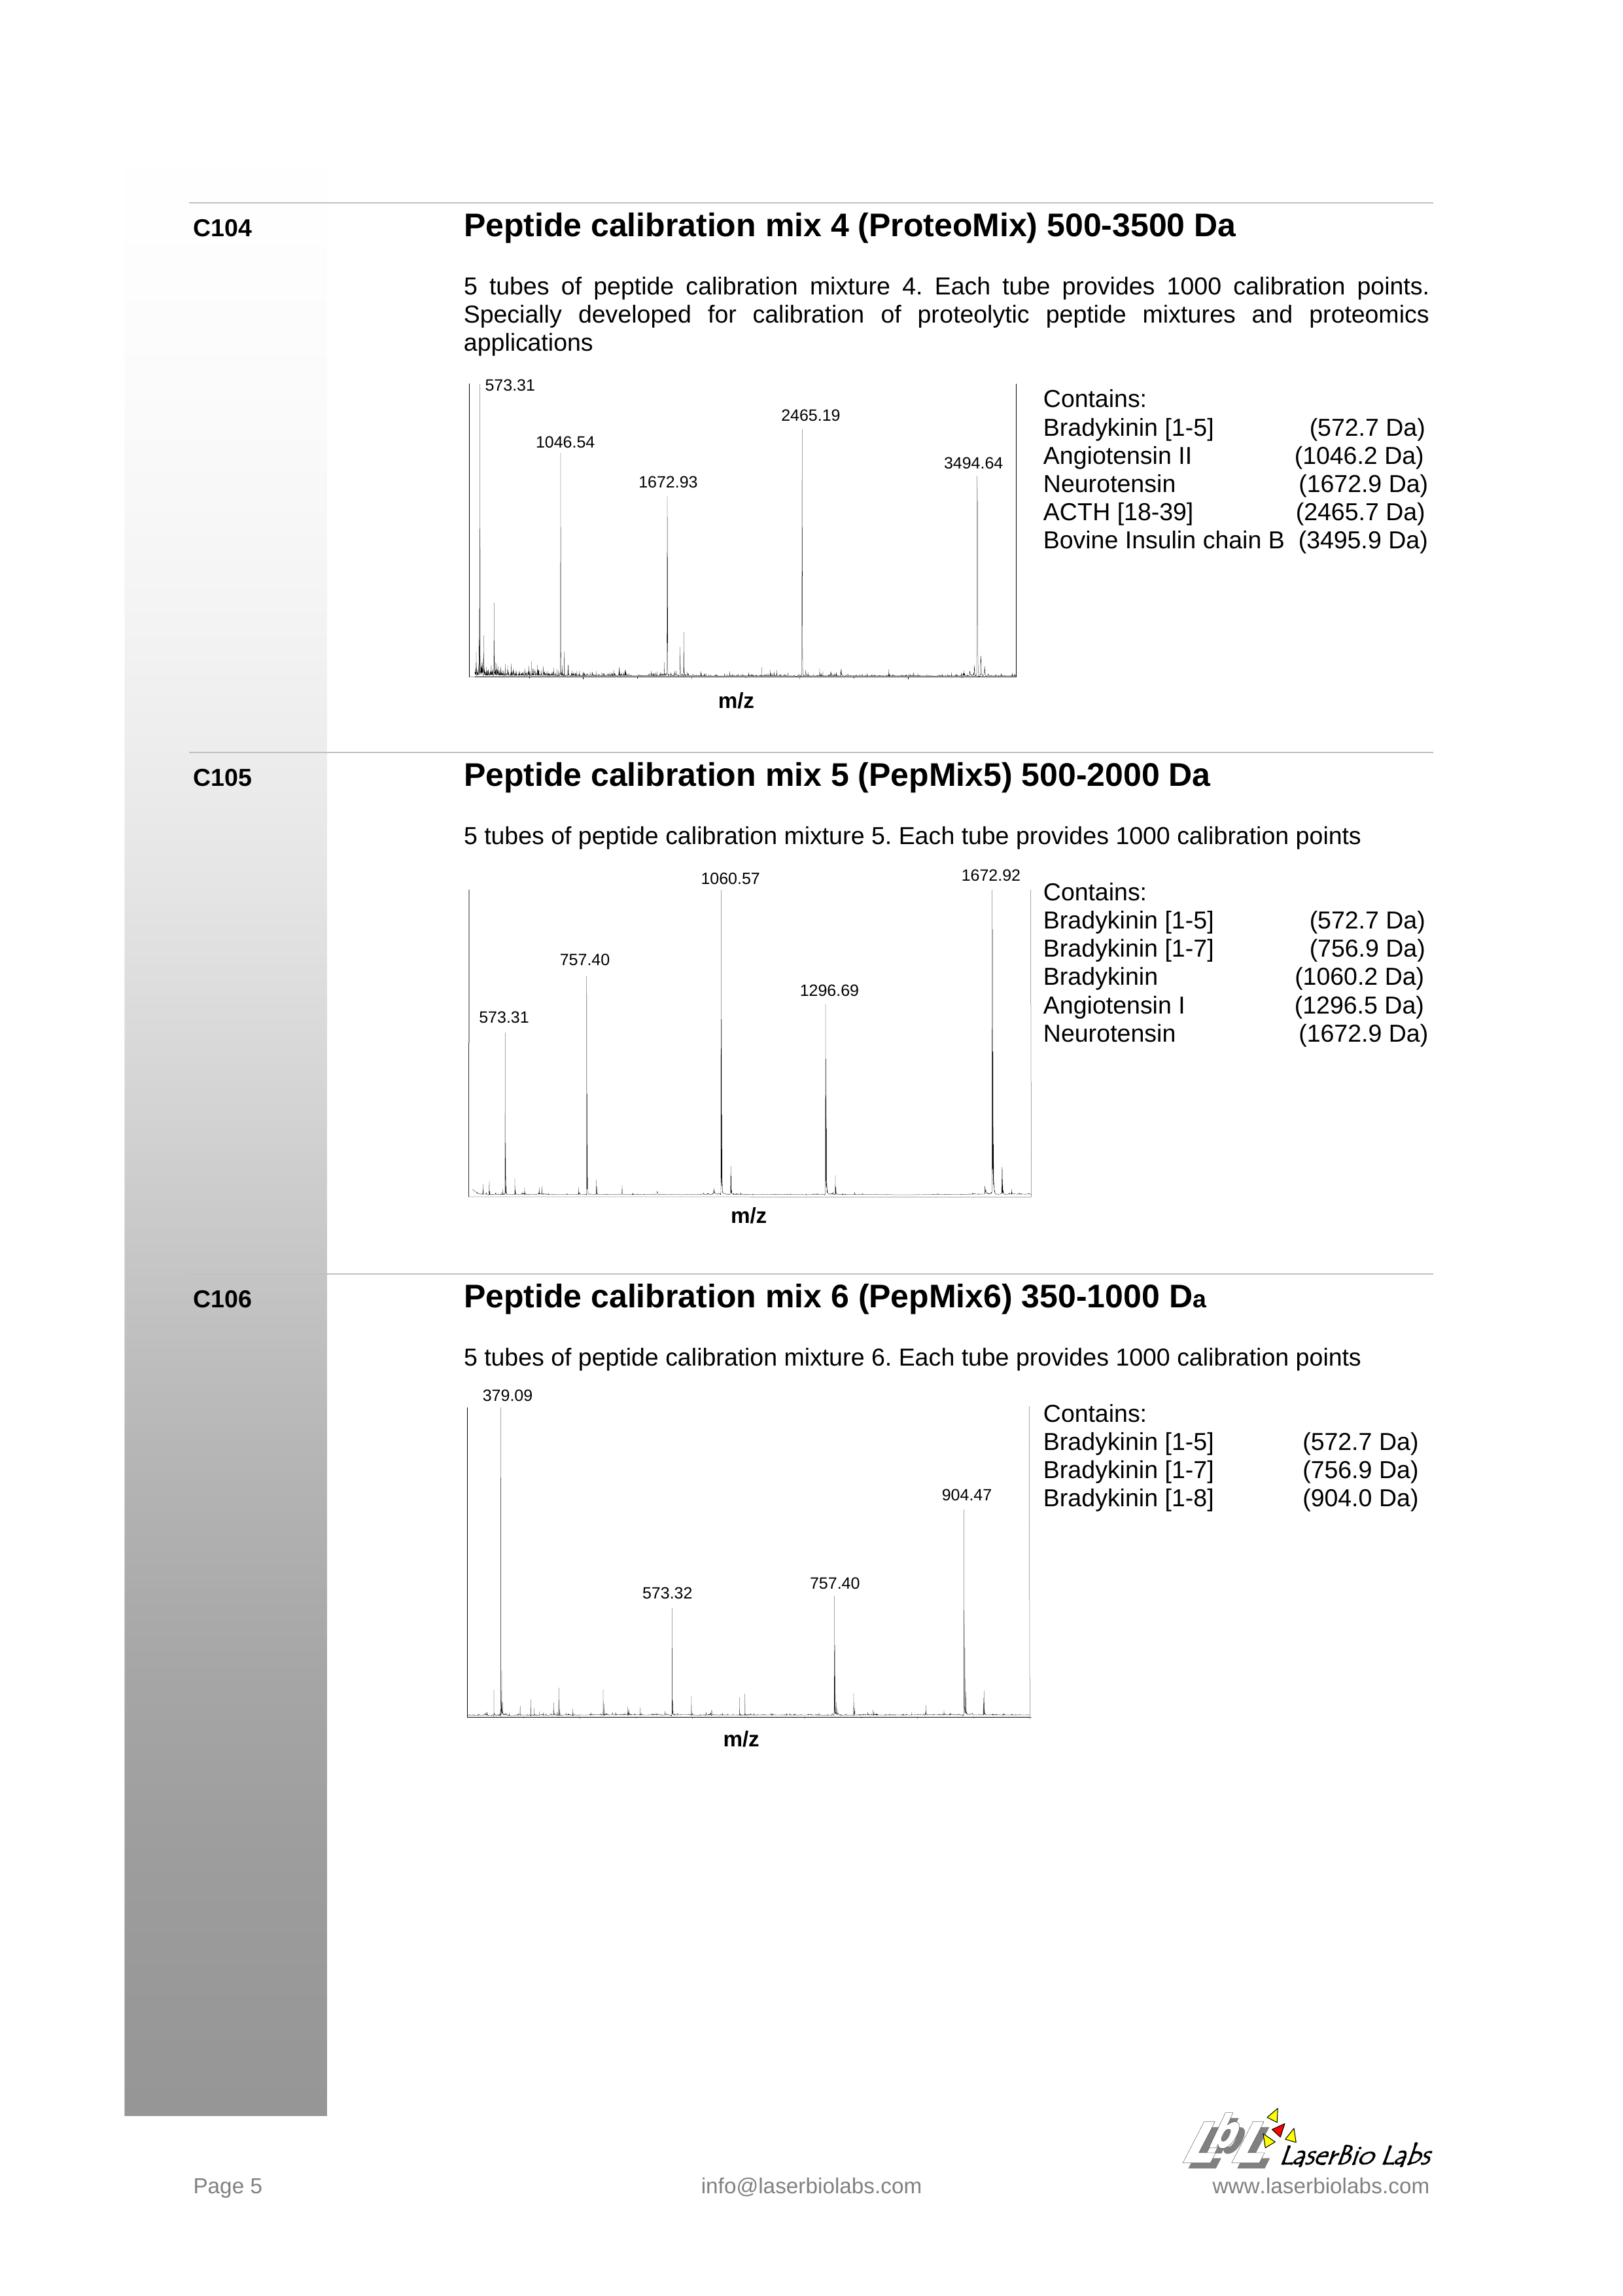 C104
Peptide calibration mix 4 (ProteoMix) 500-3500 Da
5 tubes of peptide calibration mixture 4. Each tube provides 1000 calibration points.
Specially developed for calibration of proteolytic peptide mixtures and proteomics
applications
573.31
1046.54
1672.93
2465.19
3494.64
m/z
Contains:
Bradykinin [1-5] (572.7 Da)
Angiotensin II (1046.2 Da)
Neurotensin (1672.9 Da)
ACTH [18-39] (2465.7 Da)
Bovine Insulin chain B (3495.9 Da)
C105
Peptide calibration mix 5 (PepMix5) 500-2000 Da
5 tubes of peptide calibration mixture 5. Each tube provides 1000 calibration points
573.31
757.40
1060.57
1296.69
1672.92
m/z
Contains:
Bradykinin [1-5] (572.7 Da)
Bradykinin [1-7] (756.9 Da)
Bradykinin (1060.2 Da)
Angiotensin I (1296.5 Da)
Neurotensin (1672.9 Da)
C106
Peptide calibration mix 6 (PepMix6) 350-1000 Da
5 tubes of peptide calibration mixture 6. Each tube provides 1000 calibration points
379.09
573.32
757.40
904.47
m/z
Contains:
Bradykinin [1-5] (572.7 Da)
Bradykinin [1-7] (756.9 Da)
Bradykinin [1-8] (904.0 Da)
LbL LaserBio Labs
Page 5
info@laserbiolabs.com
www.laserbiolabs.com